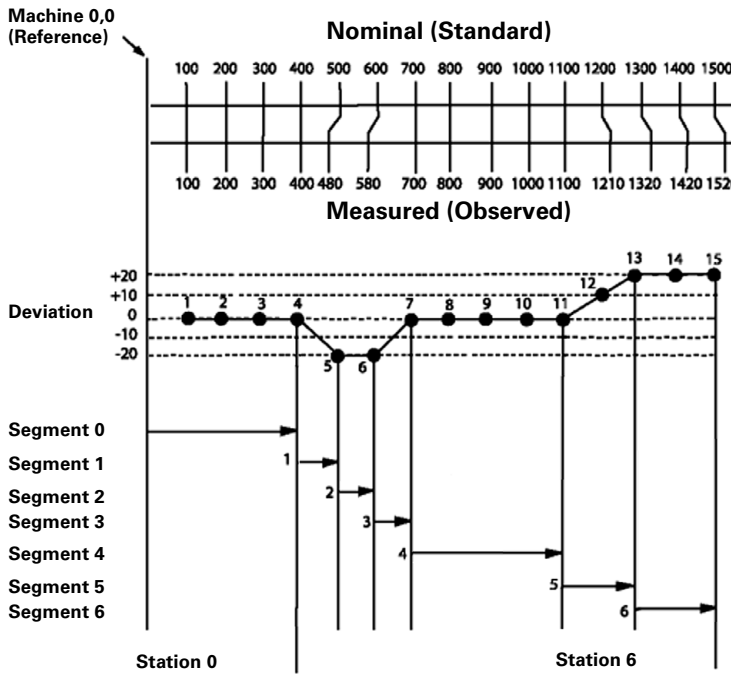 Machine 0,0
(Reference)
Nominal (Standard)
100 200 300 400 500 600 700 800 900 1000 1100 1200 1300 1400 1500
100 200 300 400 480 580 700 800 900 1000 1100 1210 1320 1420 1520
Measured (Observed)
Deviation
+20
+10
0
-10
-20
1 2 3 4 5 6 7 8 9 10 11 12 13 14 15
Segment 0
Segment 1
1
Segment 2
2
Segment 3
3
Segment 4
4
Segment 5
5
Segment 6
6
Station 0
Station 6